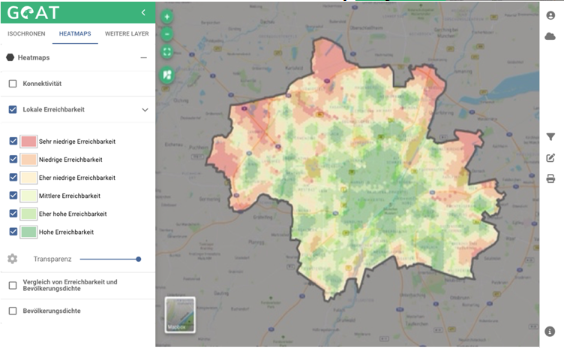 GOAT
ISOCHRONEN HEATMAPS WEITERE LAYER
Heatmaps
Konnektivität
Lokale Erreichbarkeit
Sehr niedrige Erreichbarkeit
Niedrige Erreichbarkeit
Eher niedrige Erreichbarkeit
Mittlere Erreichbarkeit
Eher hohe Erreichbarkeit
Hohe Erreichbarkeit
Transparenz
Vergleich von Erreichbarkeit und
Bevölkerungsdichte
Bevölkerungsdichte